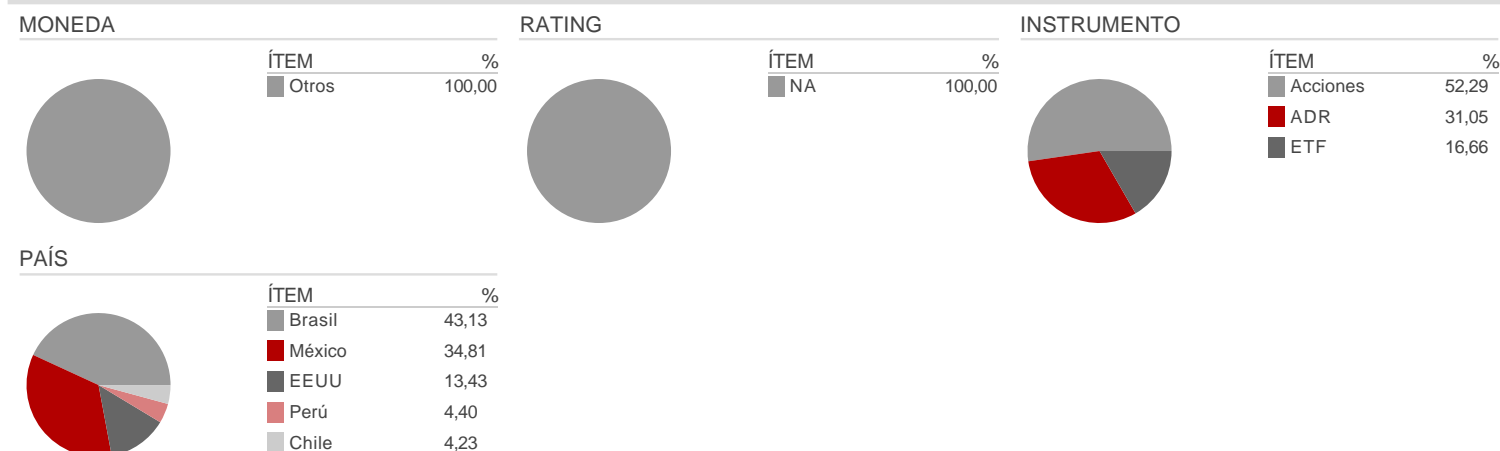 MONEDA
ÍTEM %
Otros 100,00
RATING
ÍTEM %
NA 100,00
INSTRUMENTO
ÍTEM %
Acciones 52,29
ADR 31,05
ETF 16,66
PAÍS
ÍTEM %
Brasil 43,13
México 34,81
EEUU 13,43
Perú 4,40
Chile 4,23